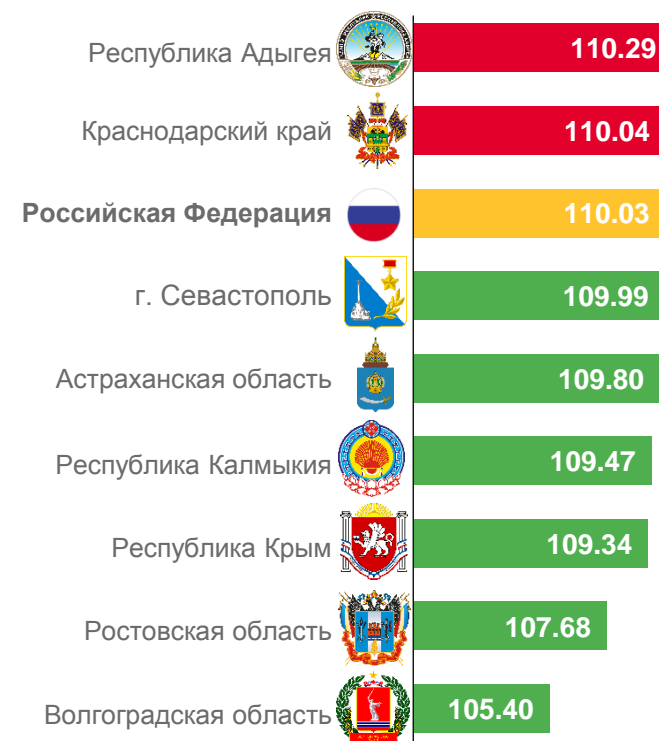 Республика Адыгея 110.29
Краснодарский край 110.04
Российская Федерация 110.03
г. Севастополь 109.99
Астраханская область 109.80
Республика Калмыкия 109.47
Республика Крым 109.34
Ростовская область 107.68
Волгоградская область 105.40